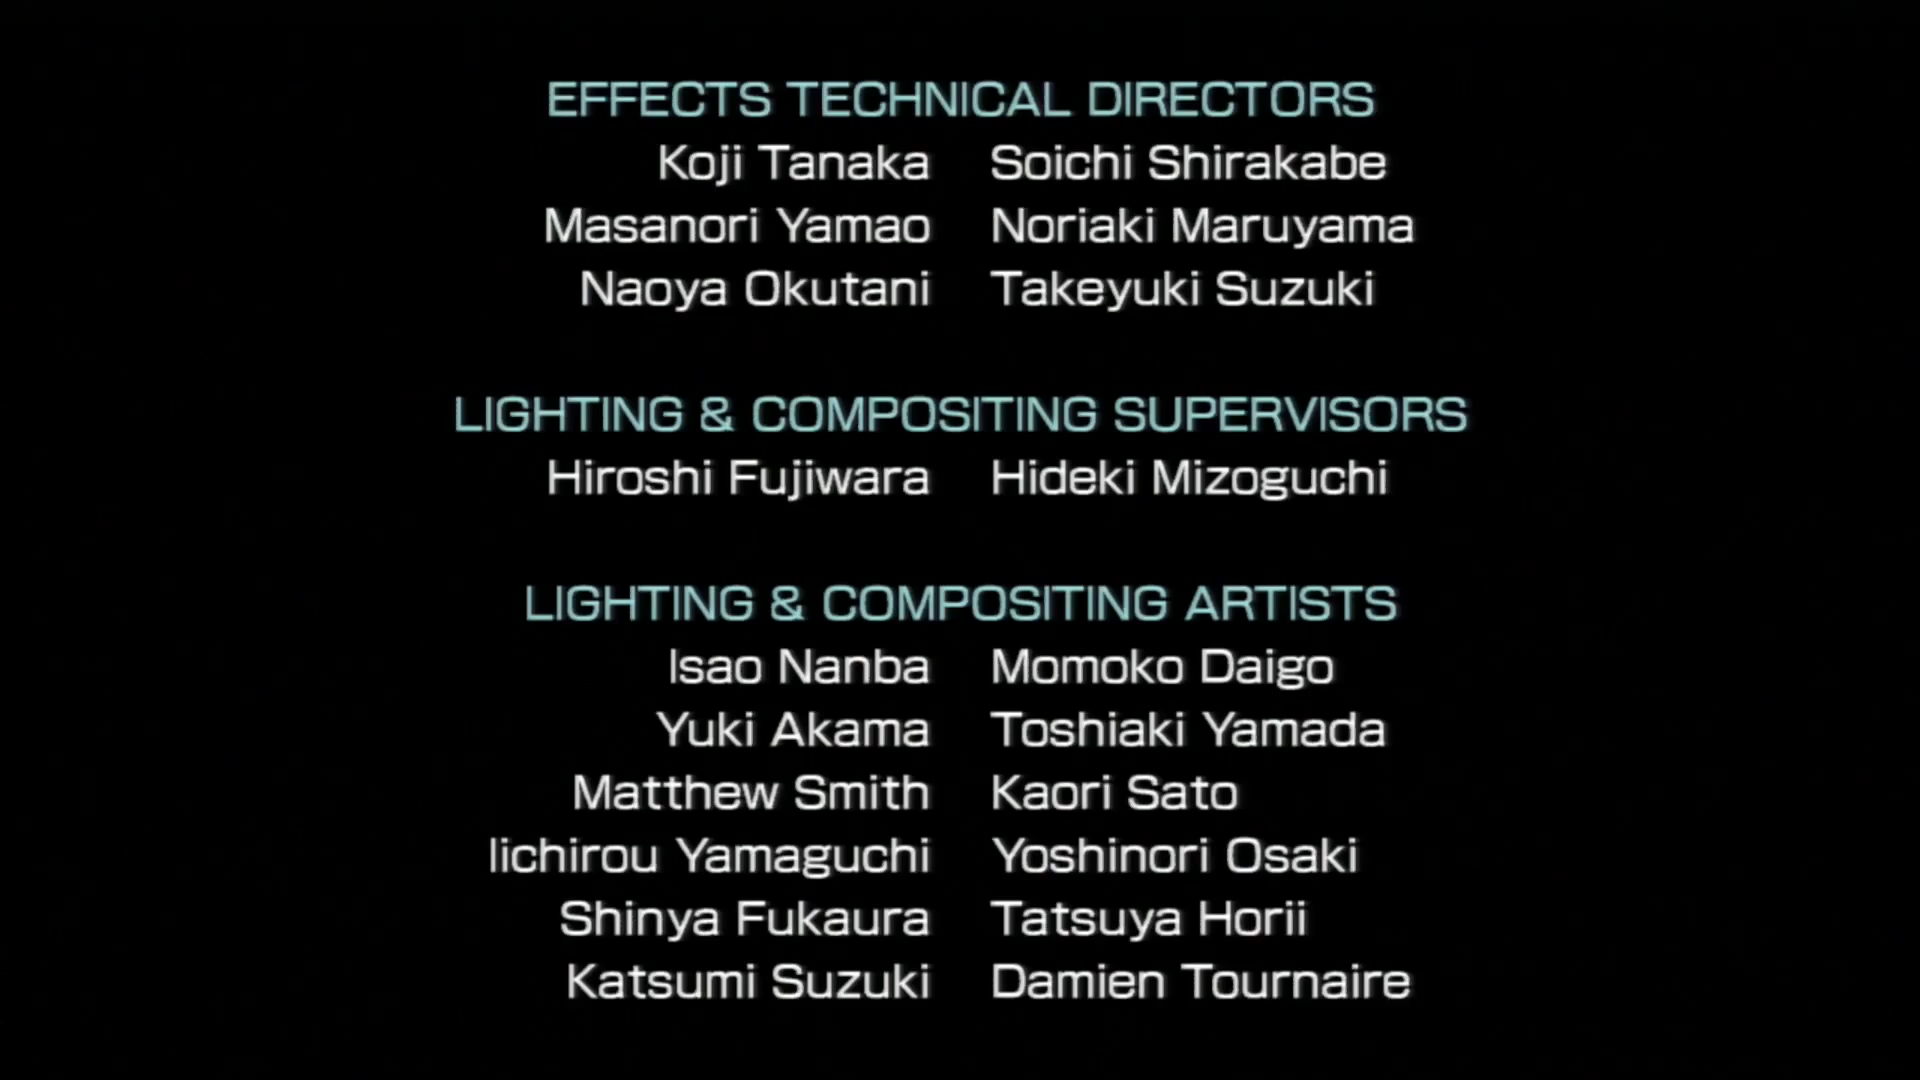 EFFECTS TECHNICAL DIRECTORS
Koji Tanaka Soichi Shirakabe
Masanori Yamao Noriaki Maruyama
Naoya Okutani Takeyuki Suzuki
LIGHTING & COMPOSITING SUPERVISORS
Hiroshi Fujiwara Hideki Mizoguchi
LIGHTING & COMPOSITING ARTISTS
Isao Nanba Momoko Daigo
Yuki Akama Toshiaki Yamada
Matthew Smith Kaori Sato
Iichirou Yamaguchi Yoshinori Osaki
Shinya Fukaura Tatsuya Horii
Katsumi Suzuki Damien Tournaire